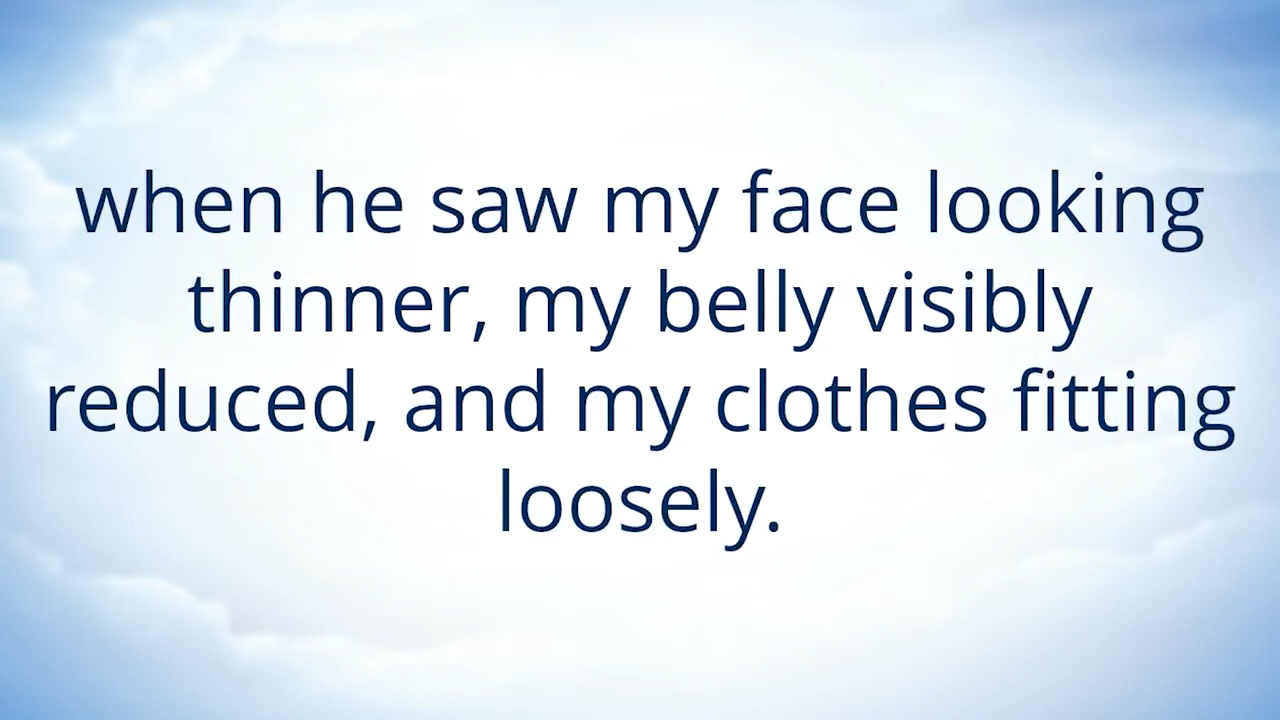 when he saw my face looking
thinner, my belly visibly
reduced, and my clothes fitting
loosely.